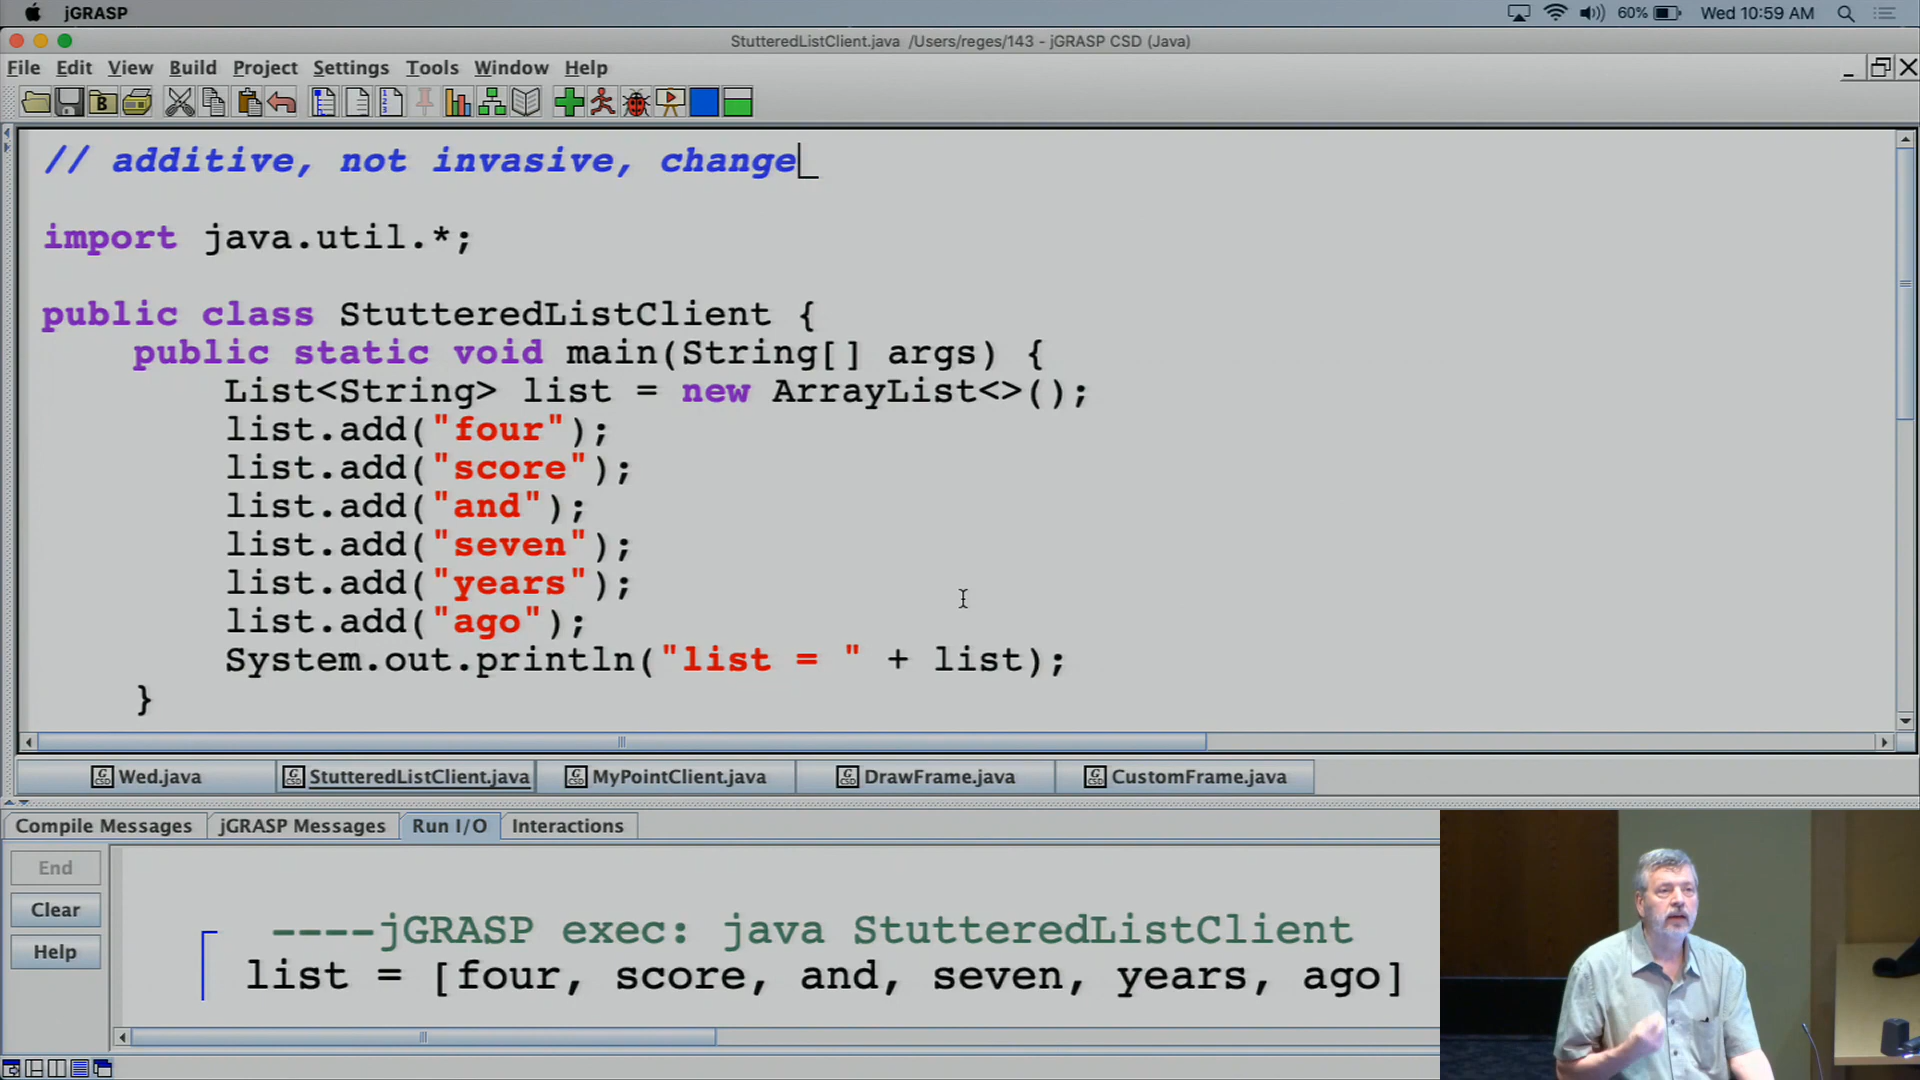 jGRASP
60%
Wed 10:59 AM
StutteredListClient.java /Users/reges/143 - jGRASP CSD (Java)
File Edit View Build Project Settings Tools Window Help
// additive, not invasive, change
import java.util.*;
public class StutteredListClient {
public static void main(String[] args) {
List<String> list = new ArrayList<>();
list.add("four");
list.add("score");
list.add("and");
list.add("seven");
list.add("years");
list.add("ago");
System.out.println("list = " + list);
}
Wed.java StutteredListClient.java MyPointClient.java DrawFrame.java CustomFrame.java
Compile Messages jGRASP Messages Run I/O Interactions
End
Clear
Help
----jGRASP exec: java StutteredListClient
list = [four, score, and, seven, years, ago]